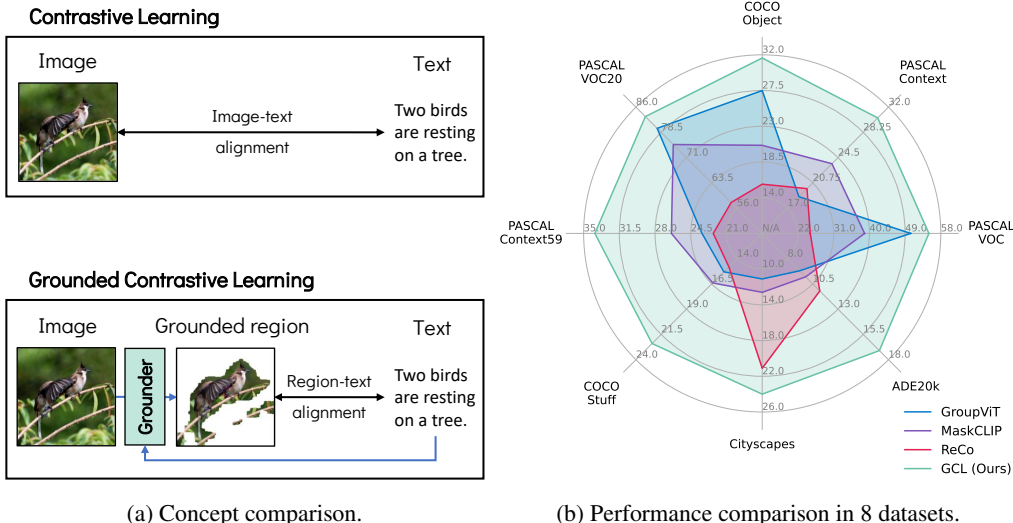 Contrastive Learning
Image
Text
Image-text
alignment
Two birds
are resting
on a tree.
Grounded Contrastive Learning
Image
Grounded region
Text
Grounder
Region-text
alignment
Two birds
are resting
on a tree.
(a) Concept comparison.
COCO
Object
32.0
27.5
23.0
18.5
14.0
PASCAL
Context
32.0
28.25
24.5
20.75
17.0
PASCAL
VOC
58.0
49.0
40.0
31.0
22.0
ADE20k
18.0
15.5
13.0
10.5
8.0
Cityscapes
26.0
22.0
18.0
14.0
10.0
COCO
Stuff
24.0
21.5
19.0
16.5
14.0
PASCAL
Context59
35.0
31.5
28.0
24.5
21.0
PASCAL
VOC20
86.0
78.5
71.0
63.5
56.0
N/A
GroupViT
MaskCLIP
ReCo
GCL (Ours)
(b) Performance comparison in 8 datasets.